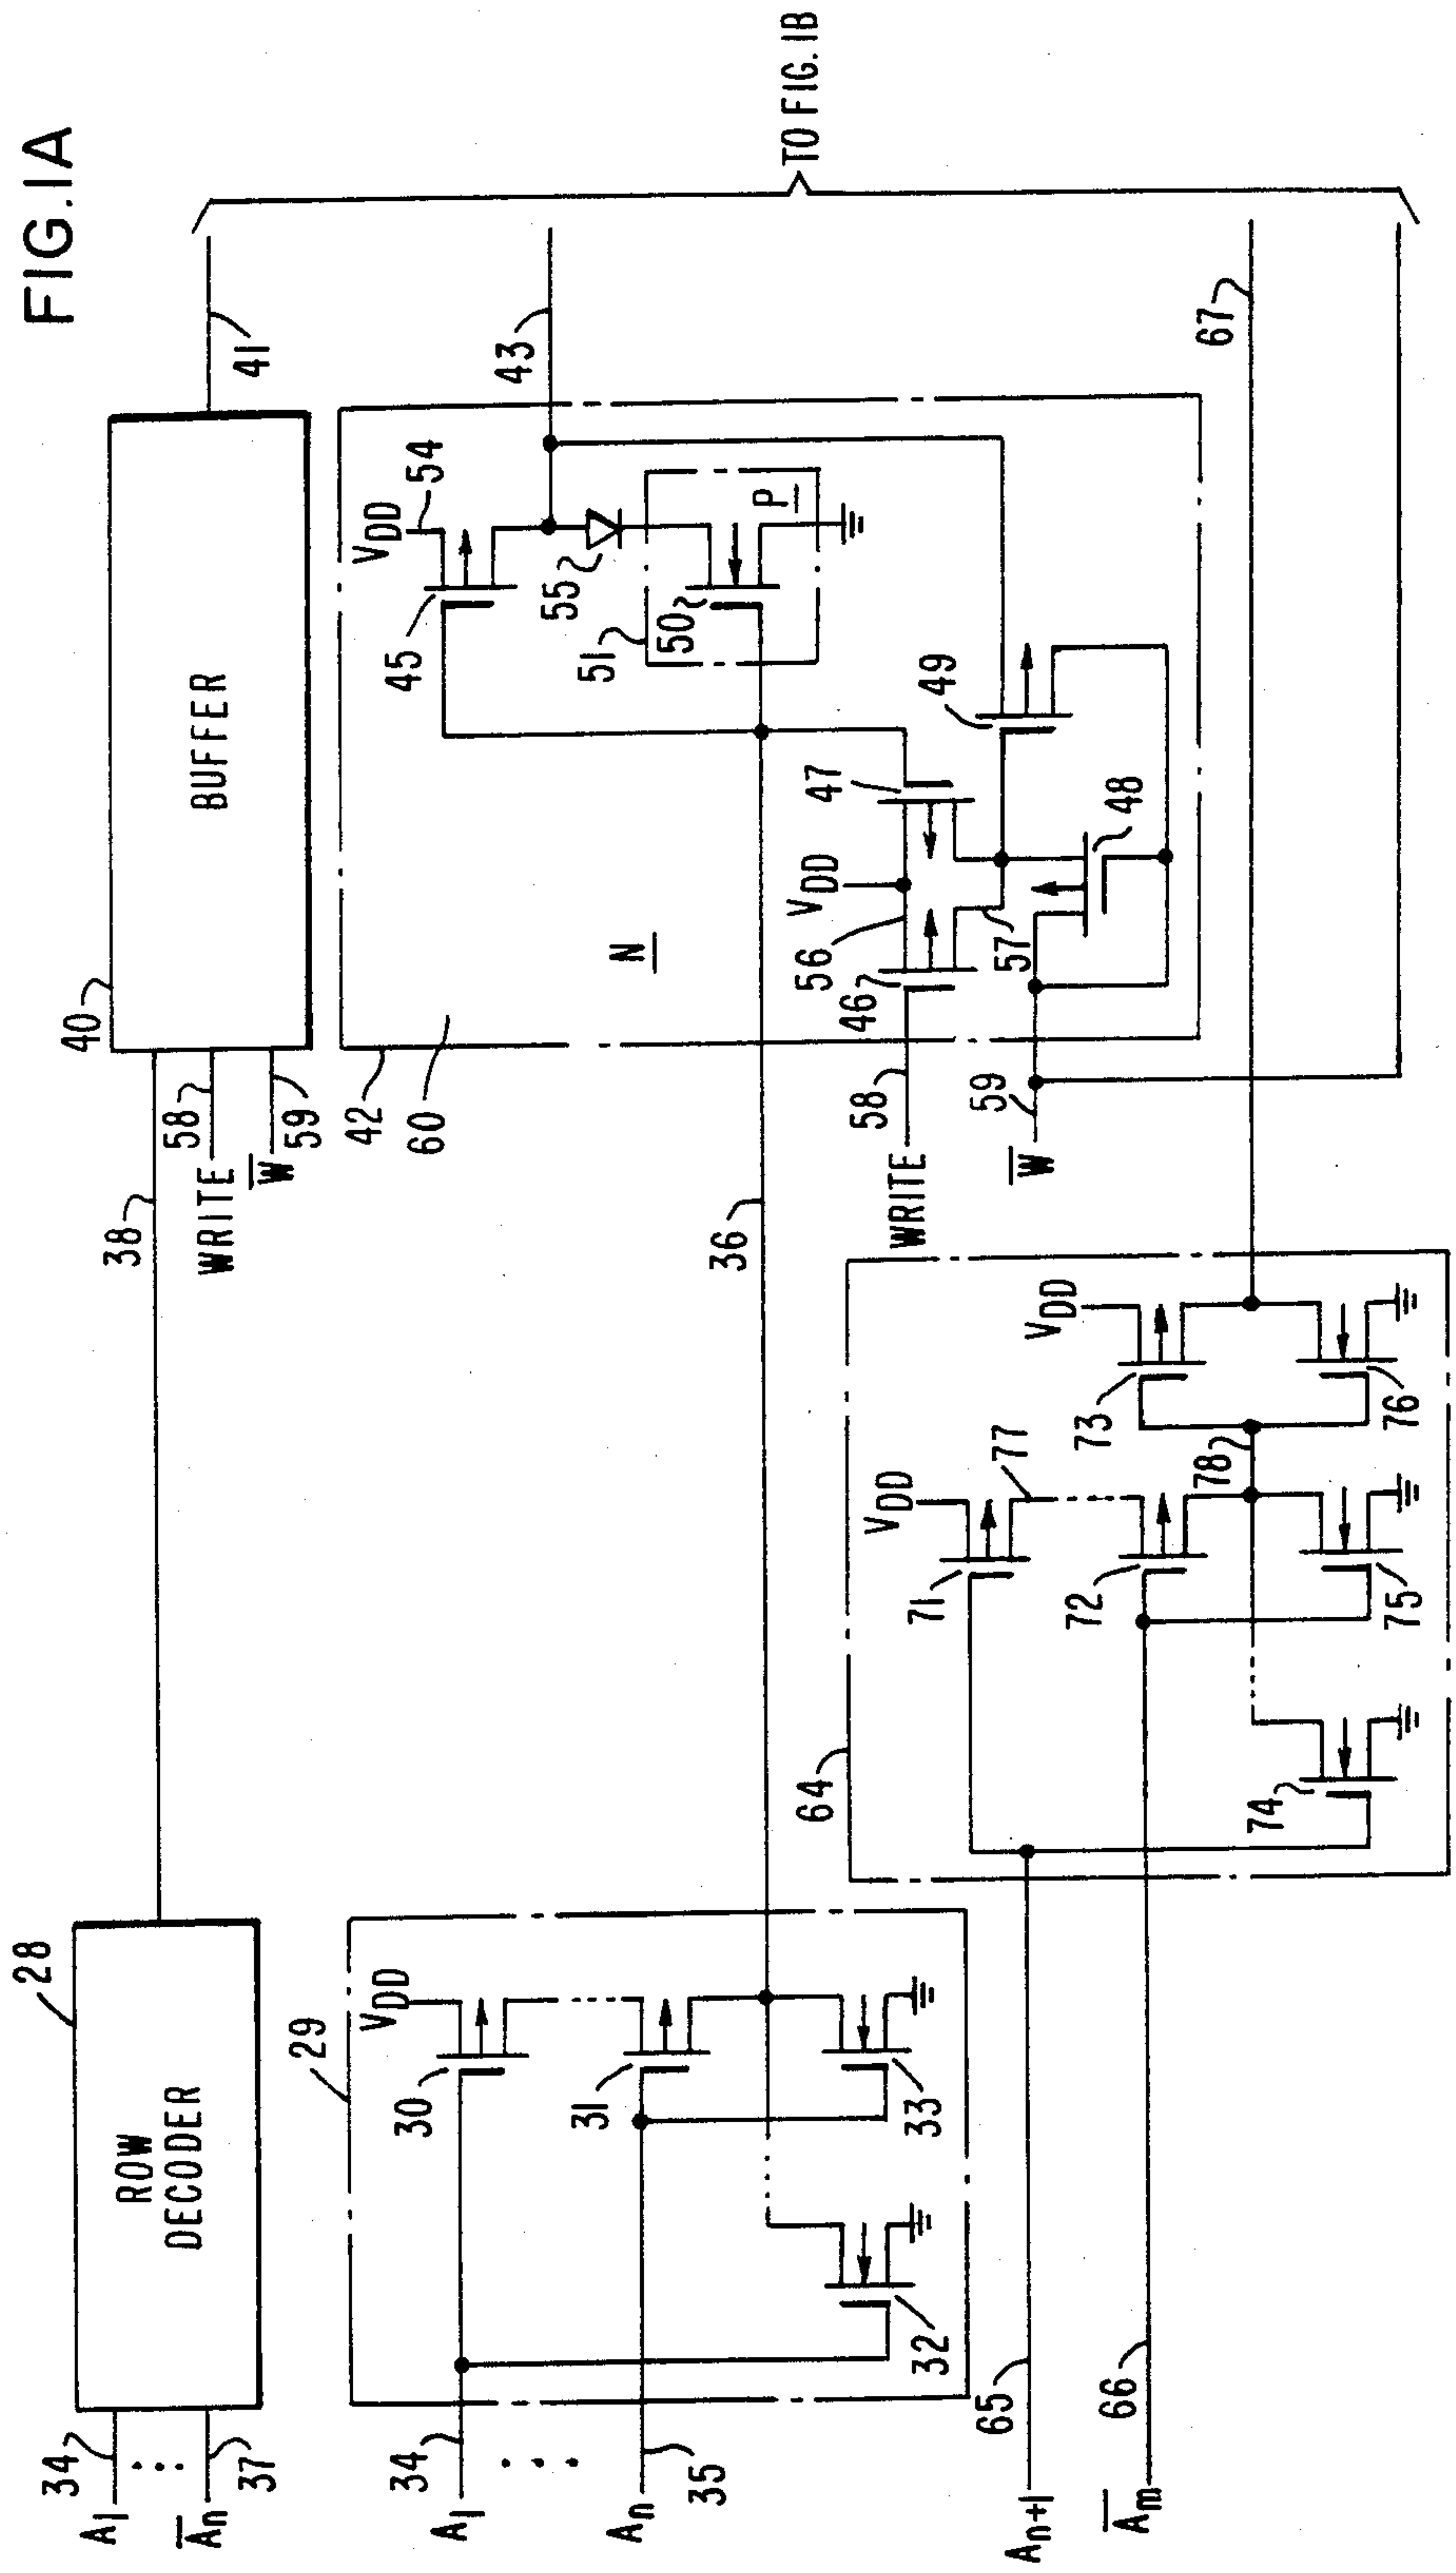 FIG.1A
TO FIG.1B
28
ROW
DECODER
34
A1
37
A̅n̅
38
40
BUFFER
41
58
WRITE
59
W̅
29
VDD
30
31
32
33
34
A1
35
An
36
42
60
N
VDD
54
45
55
51
50
P
43
VDD
56
46
47
57
48
49
58
WRITE
59
W̅
64
65
An+1
66
A̅m̅
VDD
71
77
72
74
75
78
VDD
73
76
67